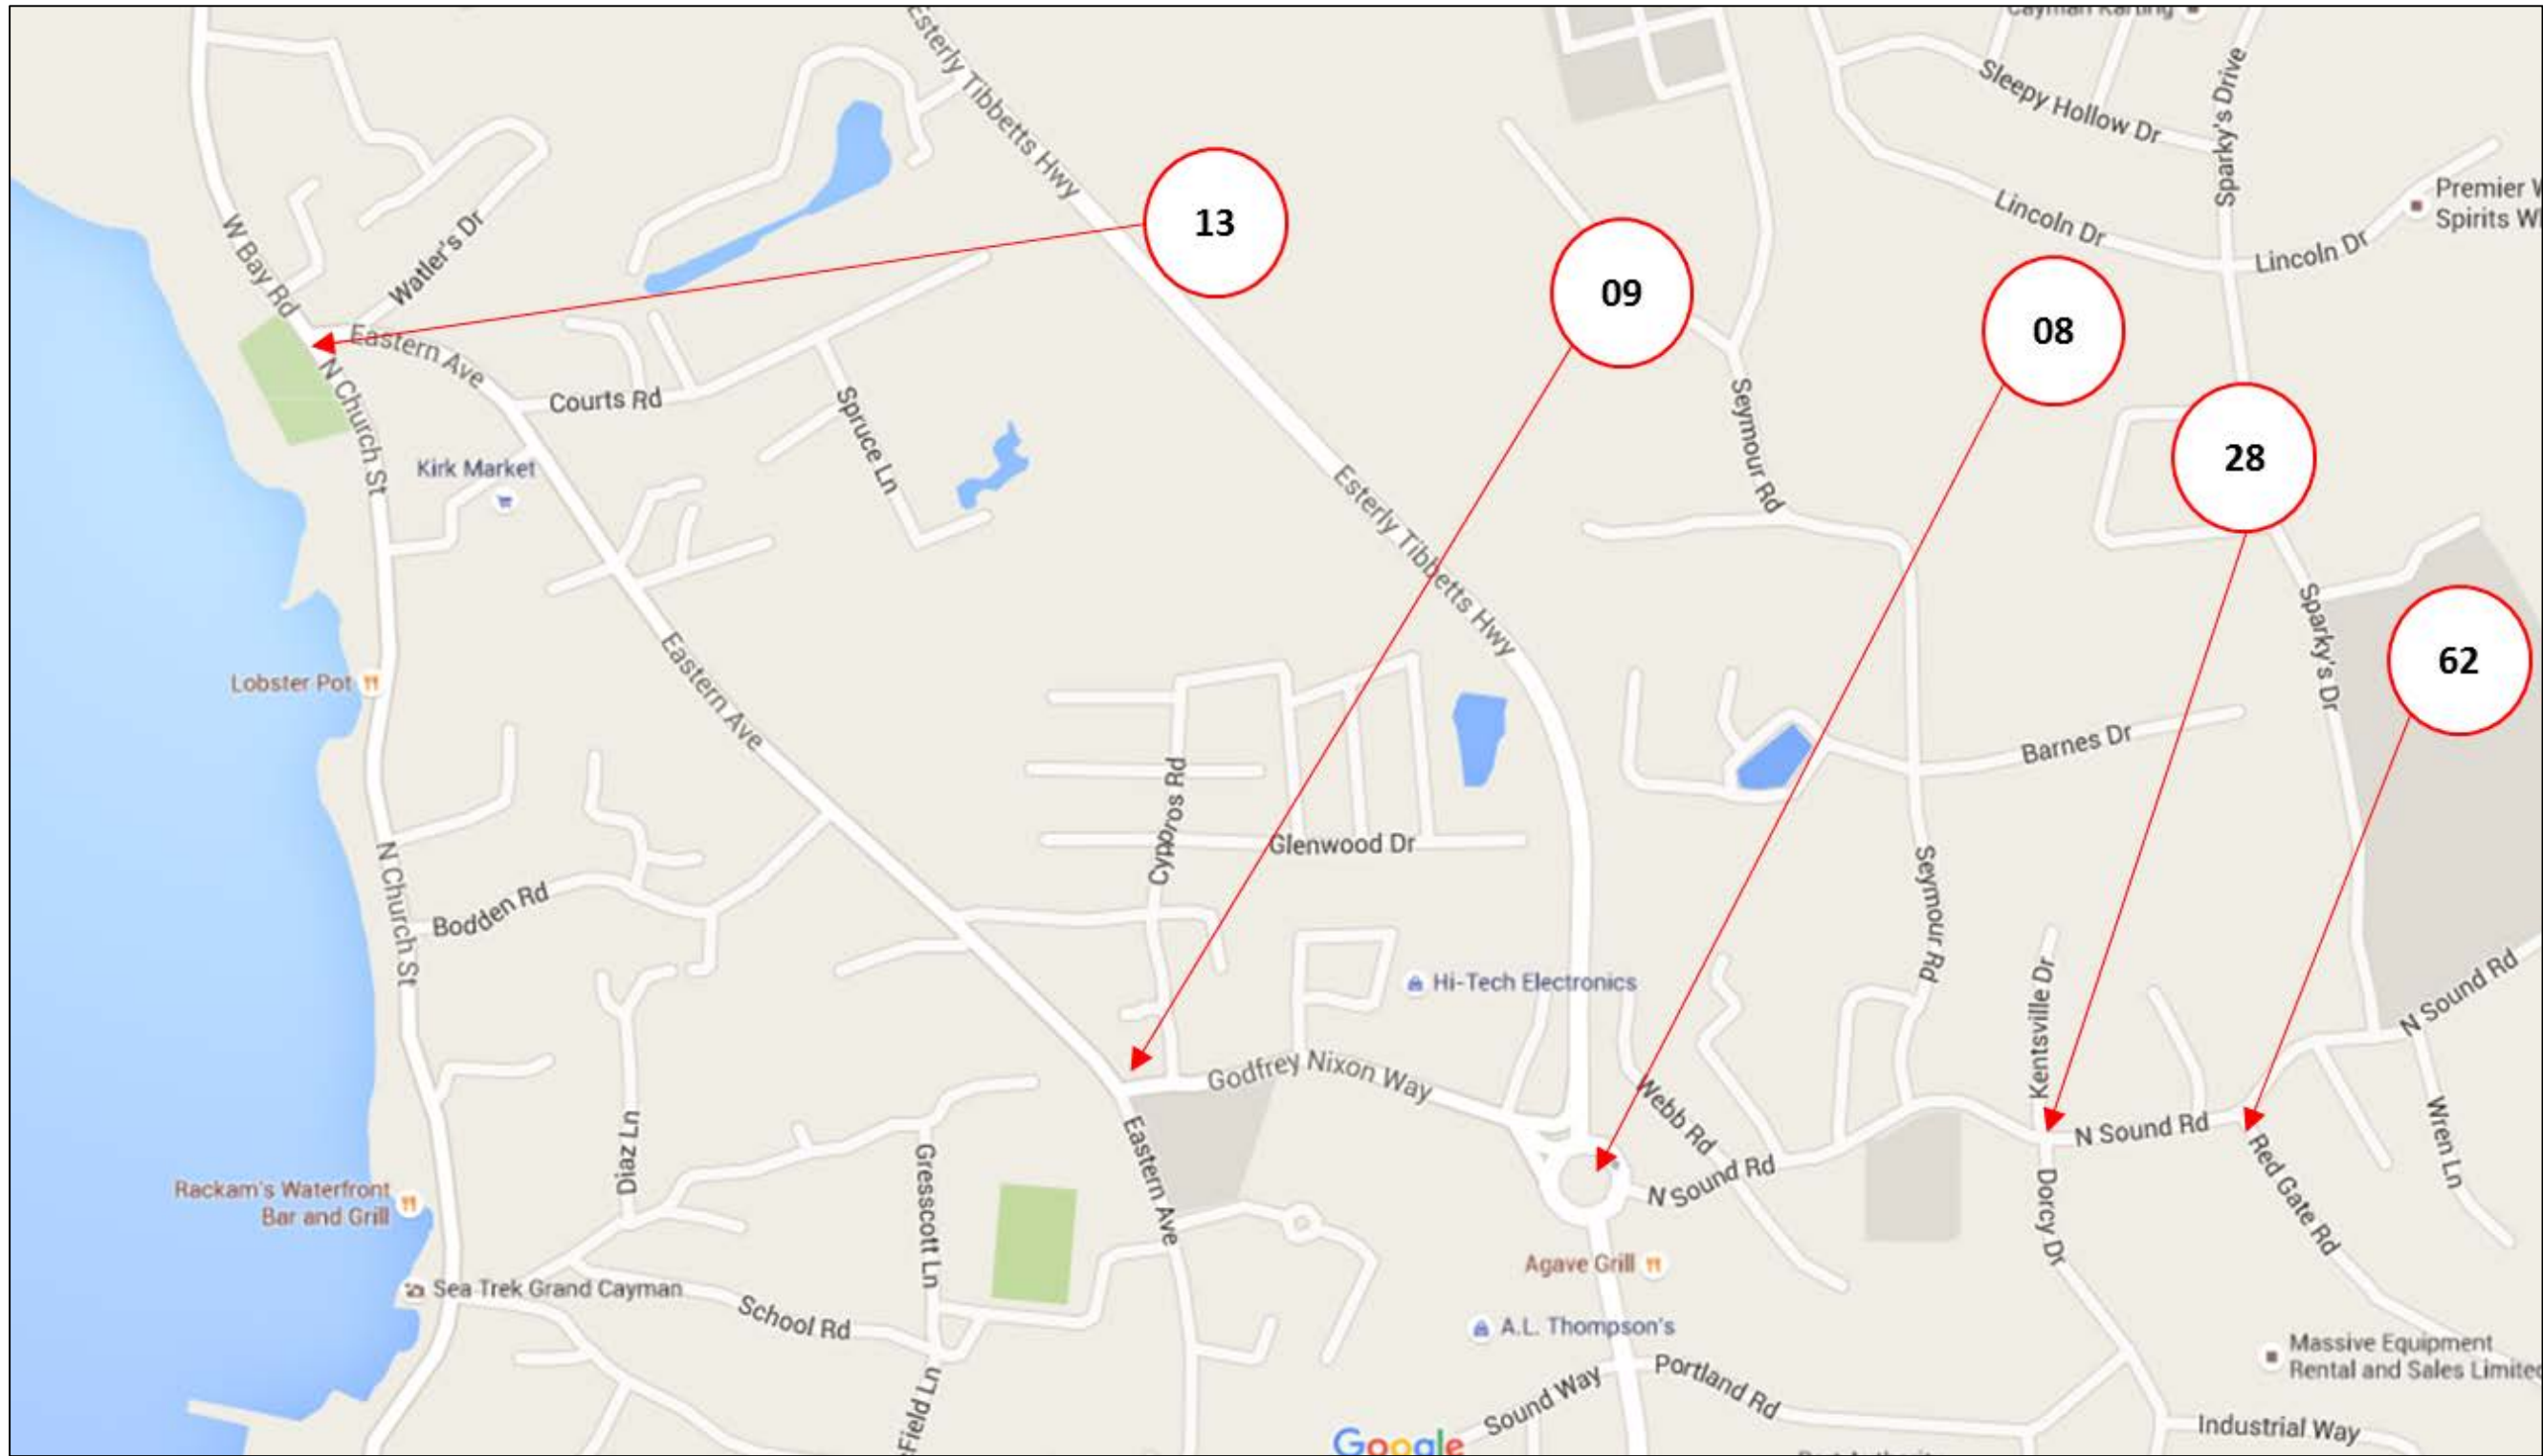 Esterly Tibbetts Hwy
Cayman Karting
Sleepy Hollow Dr
Sparky's Drive
Premier W
Spirits Wh
W Bay Rd
Watler's Dr
13
09
Lincoln Dr
Lincoln Dr
08
Eastern Ave
N Church St
Courts Rd
Spruce Ln
Seymour Rd
28
Kirk Market
Esterly Tibbetts Hwy
Sparky's Dr
62
Lobster Pot
Eastern Ave
Cypros Rd
Barnes Dr
Glenwood Dr
N Church St
Bodden Rd
Seymour Rd
Hi-Tech Electronics
Kentsville Dr
N Sound Rd
Godfrey Nixon Way
Webb Rd
N Sound Rd
Wren Ln
Diaz Ln
Gresscott Ln
Eastern Ave
N Sound Rd
Dorcy Dr
Red Gate Rd
Rackam's Waterfront
Bar and Grill
Agave Grill
Sea Trek Grand Cayman
School Rd
A.L. Thompson's
Massive Equipment
Rental and Sales Limited
Portland Rd
Sound Way
Field Ln
Industrial Way
Google